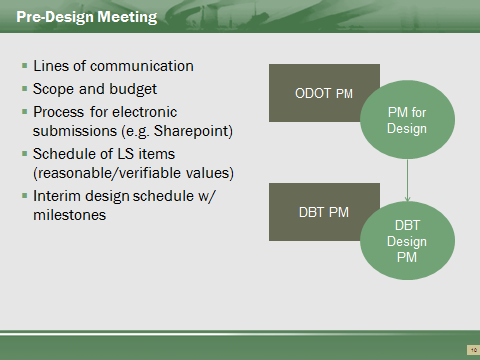 Pre-Design Meeting
Lines of communication
Scope and budget
Process for electronic
submissions (e.g. Sharepoint)
Schedule of LS items
(reasonable/verifiable values)
Interim design schedule w/
milestones
ODOT PM
PM for
Design
DBT PM
DBT
Design
PM
10